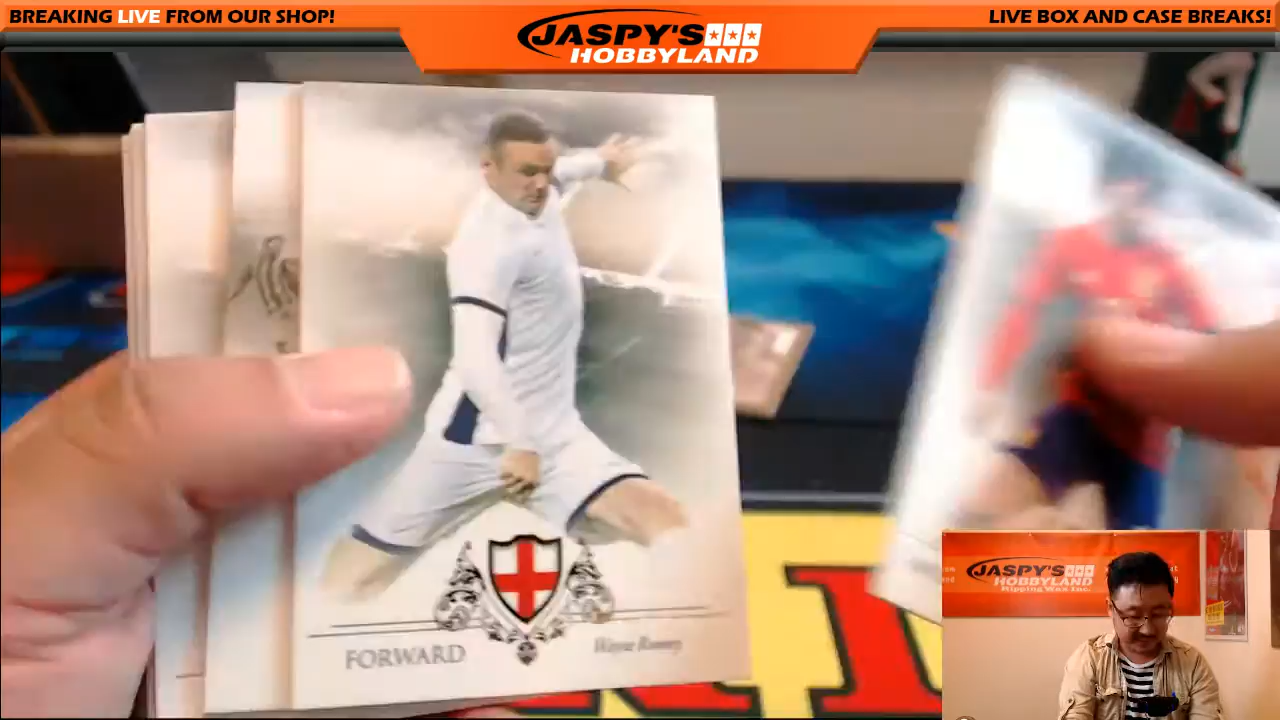 BREAKING LIVE FROM OUR SHOP!
JASPY'S
HOBBYLAND
LIVE BOX AND CASE BREAKS!
FORWARD
Wayne Rooney
JASPY'S
HOBBYLAND
Ripping Wax Inc.